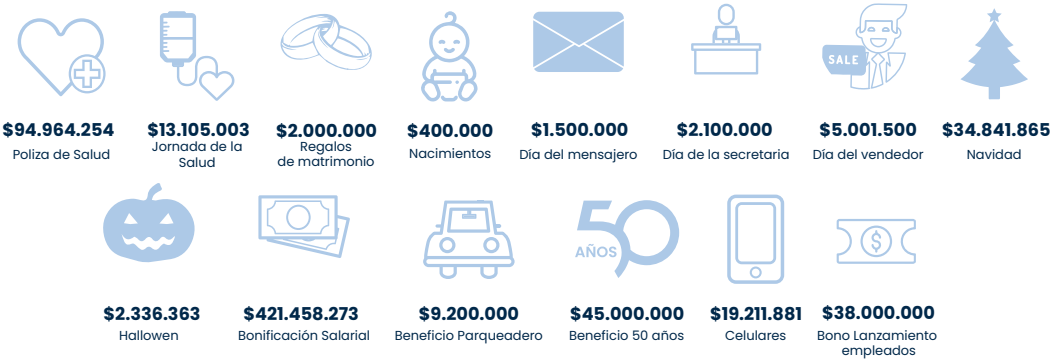 SALE
$94.964.254
Poliza de Salud
$13.105.003
Jornada de la
Salud
$2.000.000
Regalos
de matrimonio
$400.000
Nacimientos
$1.500.000
Día del mensajero
$2.100.000
Día de la secretaria
$5.001.500
Día del vendedor
$34.841.865
Navidad
50
AÑOS
$
$2.336.363
Hallowen
$421.458.273
Bonificación Salarial
$9.200.000
Beneficio Parqueadero
$45.000.000
Beneficio 50 años
$19.211.881
Celulares
$38.000.000
Bono Lanzamiento
empleados